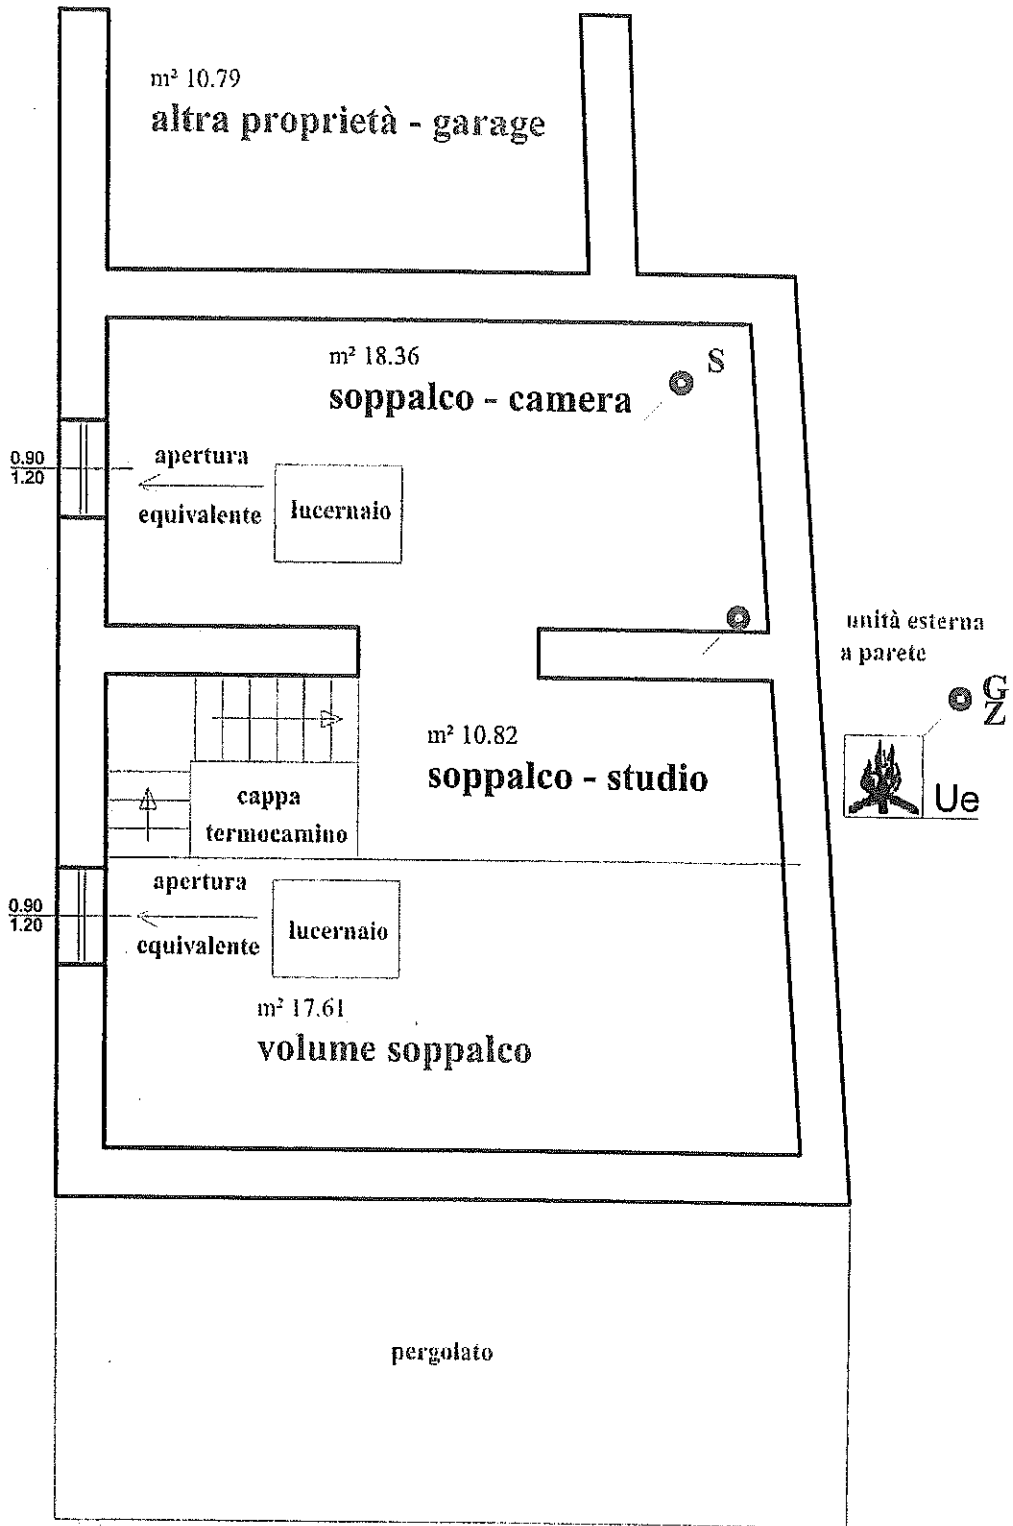 m² 10.79
altra proprietà - garage
m² 18.36
soppalco - camera
S
0.90
1.20
apertura
equivalente
lucernaio
unità esterna
a parete
G
Z
Ue
m² 10.82
soppalco - studio
cappa
termocamino
0.90
1.20
apertura
equivalente
lucernaio
m² 17.61
volume soppalco
pergolato